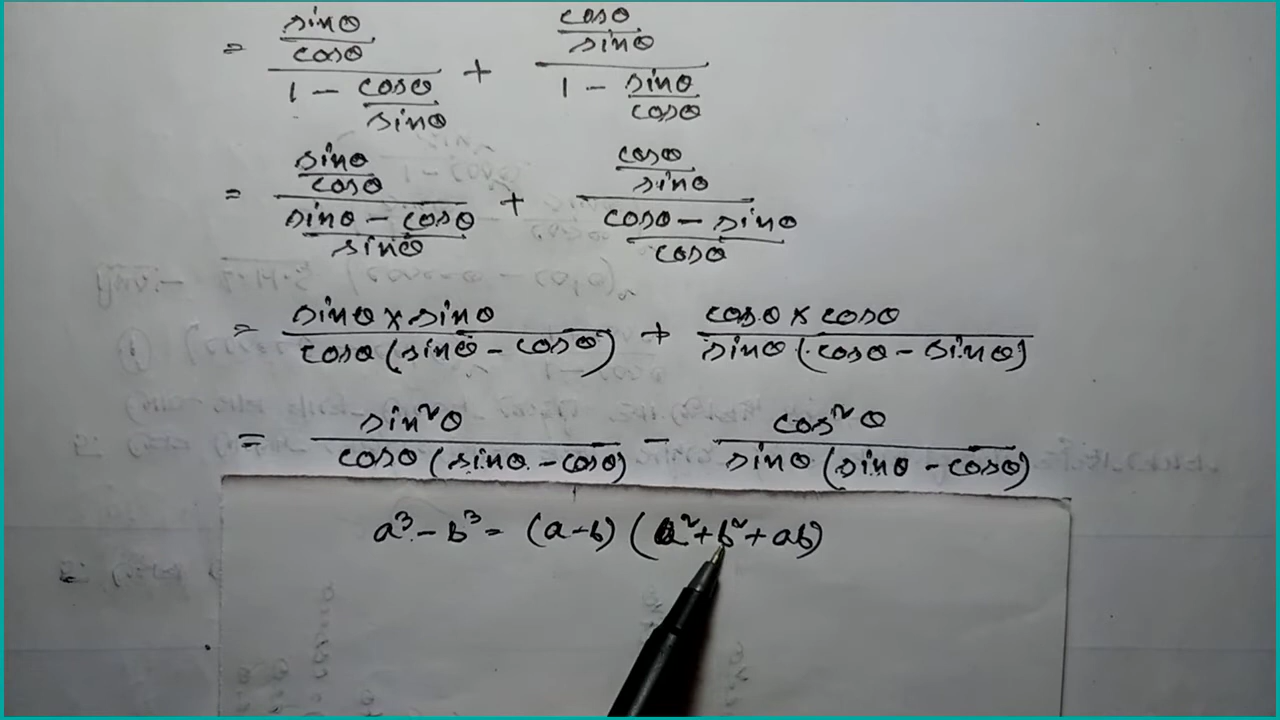 = (sinθ/cosθ)/(1 - cosθ/sinθ) + (cosθ/sinθ)/(1 - sinθ/cosθ)
= (sinθ/cosθ)/((sinθ - cosθ)/sinθ) + (cosθ/sinθ)/((cosθ - sinθ)/cosθ)
= (sinθ × sinθ)/(cosθ (sinθ - cosθ)) + (cosθ × cosθ)/(sinθ (cosθ - sinθ))
= sin²θ/(cosθ (sinθ - cosθ)) - cos²θ/(sinθ (sinθ - cosθ))
a³ - b³ = (a - b) (a² + b² + ab)